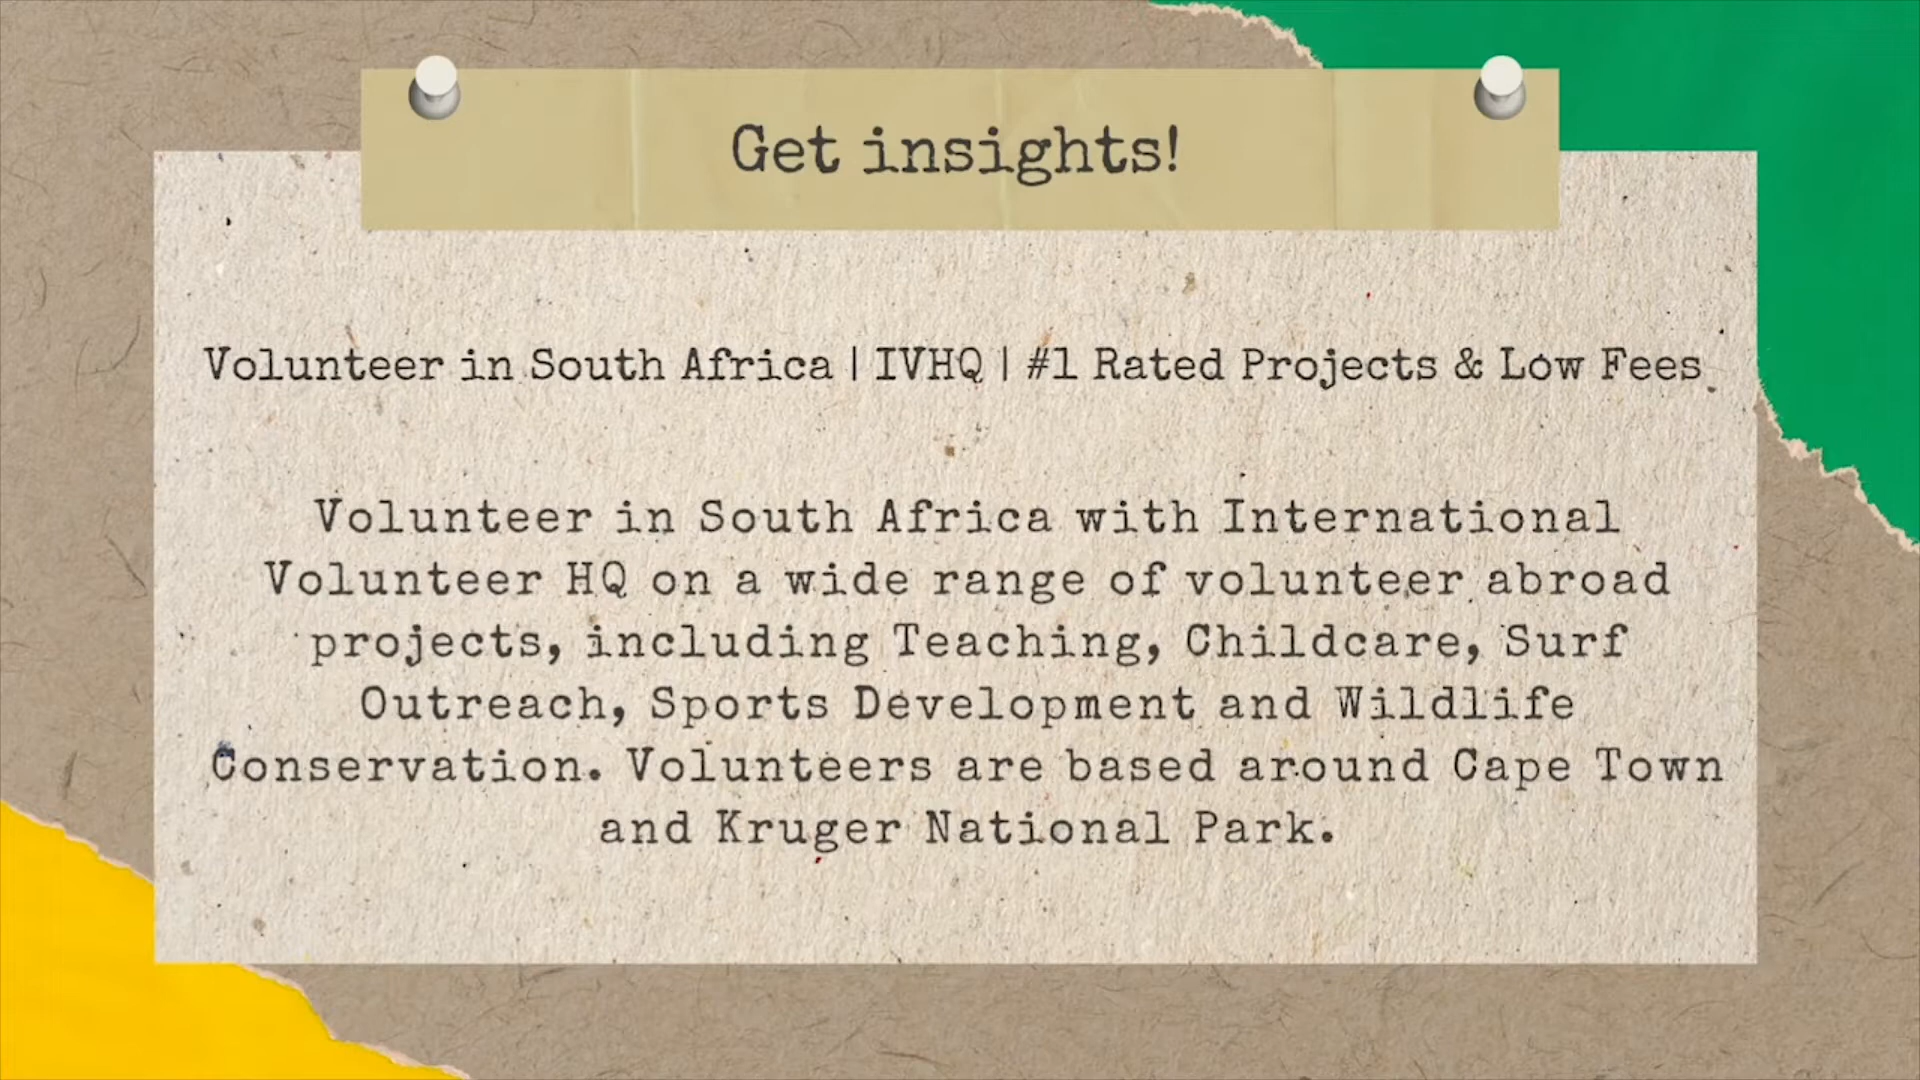 Get insights!
Volunteer in South Africa | IVHQ | #1 Rated Projects & Low Fees
Volunteer in South Africa with International
Volunteer HQ on a wide range of volunteer abroad
projects, including Teaching, Childcare, Surf
Outreach, Sports Development and Wildlife
Conservation. Volunteers are based around Cape Town
and Kruger National Park.